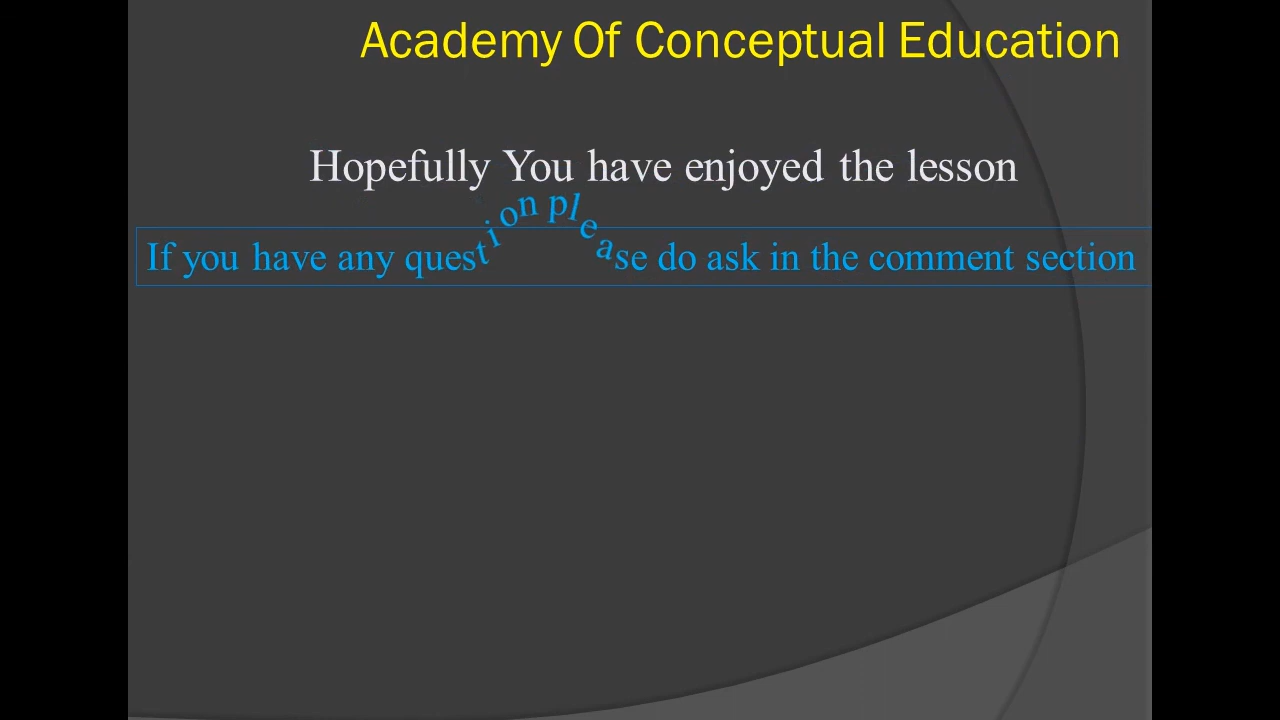 Academy Of Conceptual Education
Hopefully You have enjoyed the lesson
If you have any question please do ask in the comment section